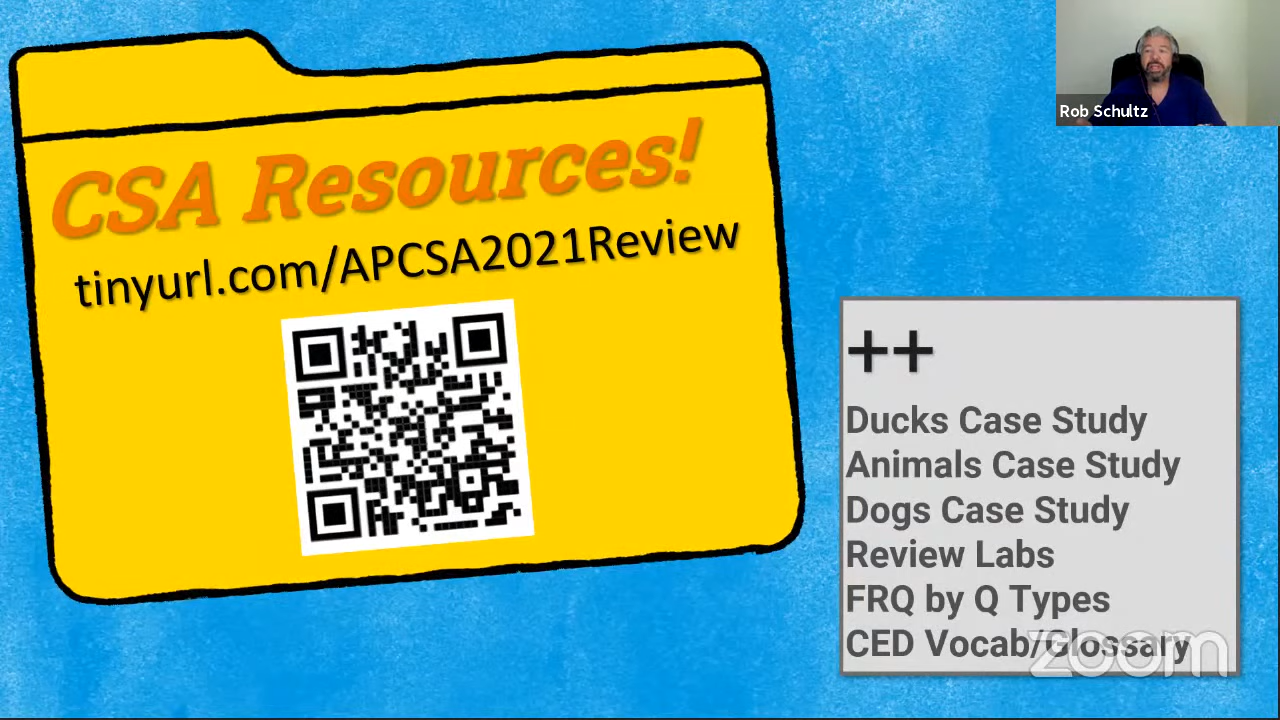 CSA Resources!
tinyurl.com/APCSA2021Review
Rob Schultz
++
Ducks Case Study
Animals Case Study
Dogs Case Study
Review Labs
FRQ by Q Types
CED Vocab/Glossary
zoom